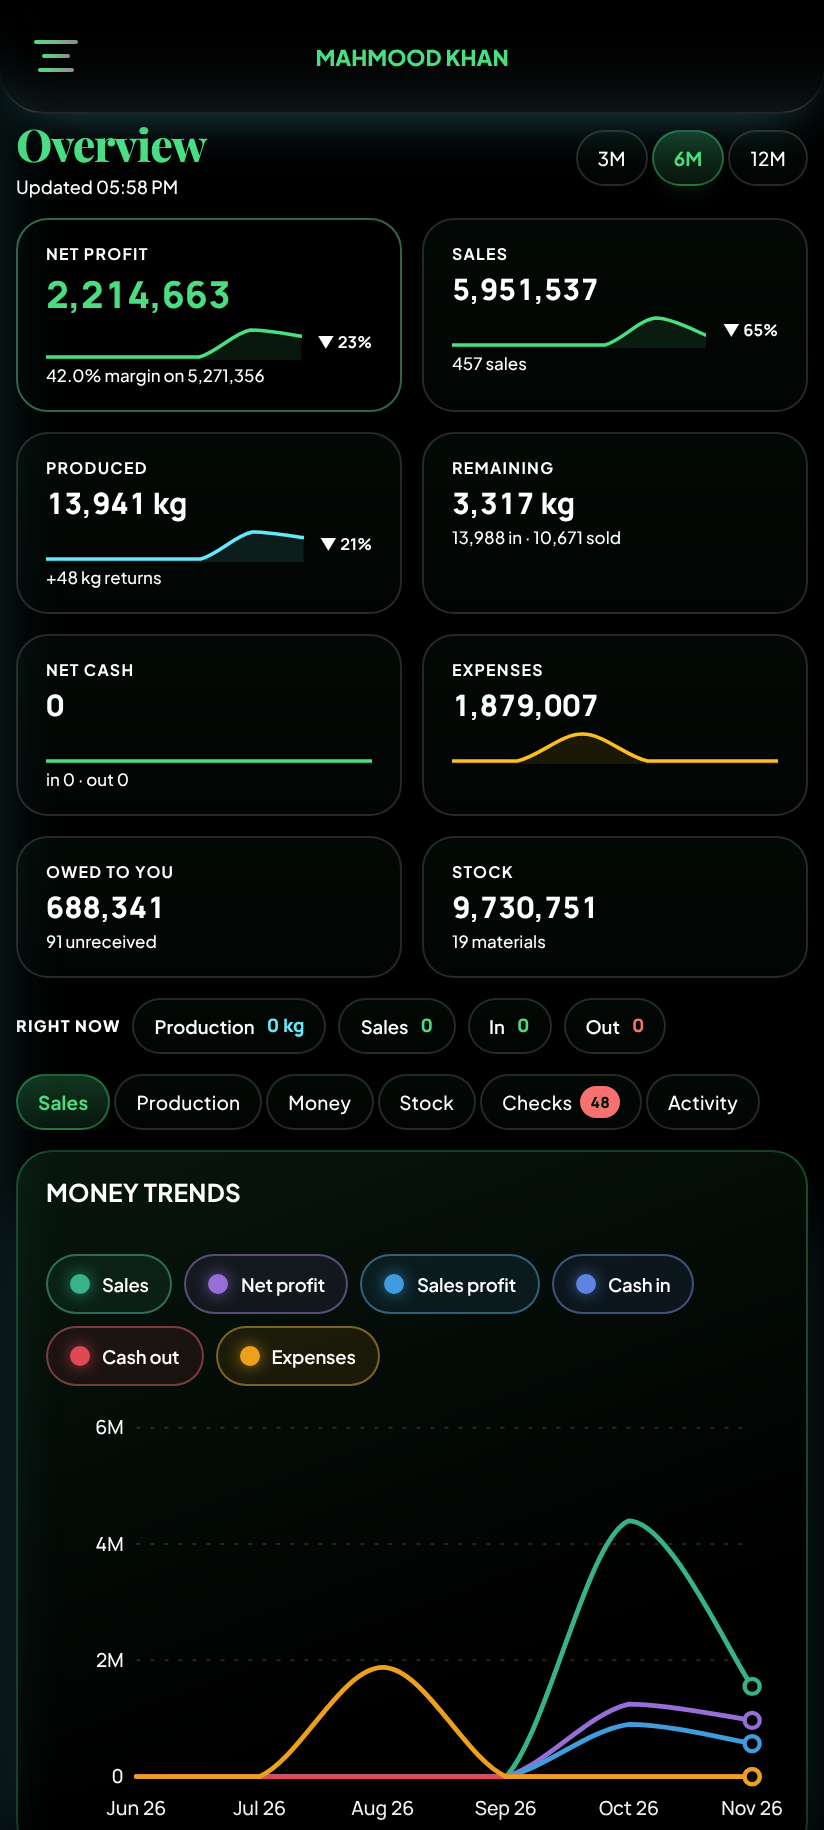 MAHMOOD KHAN
Overview
Updated 05:58 PM
3M
6M
12M
NET PROFIT
2,214,663
▼ 23%
42.0% margin on 5,271,356
SALES
5,951,537
▼ 65%
457 sales
PRODUCED
13,941 kg
▼ 21%
+48 kg returns
REMAINING
3,317 kg
13,988 in · 10,671 sold
NET CASH
0
in 0 · out 0
EXPENSES
1,879,007
OWED TO YOU
688,341
91 unreceived
STOCK
9,730,751
19 materials
RIGHT NOW
Production 0 kg
Sales 0
In 0
Out 0
Sales
Production
Money
Stock
Checks 48
Activity
MONEY TRENDS
Sales
Net profit
Sales profit
Cash in
Cash out
Expenses
6M
4M
2M
0
Jun 26
Jul 26
Aug 26
Sep 26
Oct 26
Nov 26